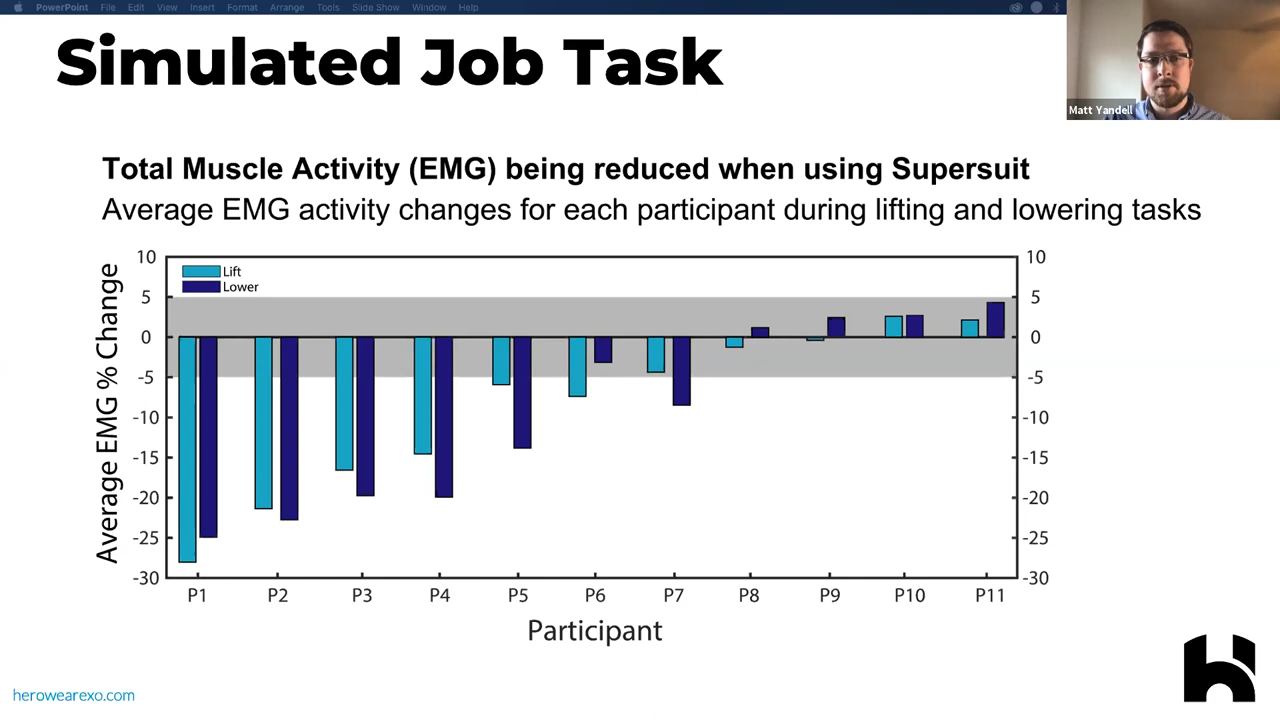 PowerPoint File Edit View Insert Format Arrange Tools Slide Show Window Help
Simulated Job Task
Matt Yandell
Total Muscle Activity (EMG) being reduced when using Supersuit
Average EMG activity changes for each participant during lifting and lowering tasks
Average EMG % Change
Lift
Lower
10 10
5 5
0 0
-5 -5
-10 -10
-15 -15
-20 -20
-25 -25
-30 -30
P1 P2 P3 P4 P5 P6 P7 P8 P9 P10 P11
Participant
herowearexo.com